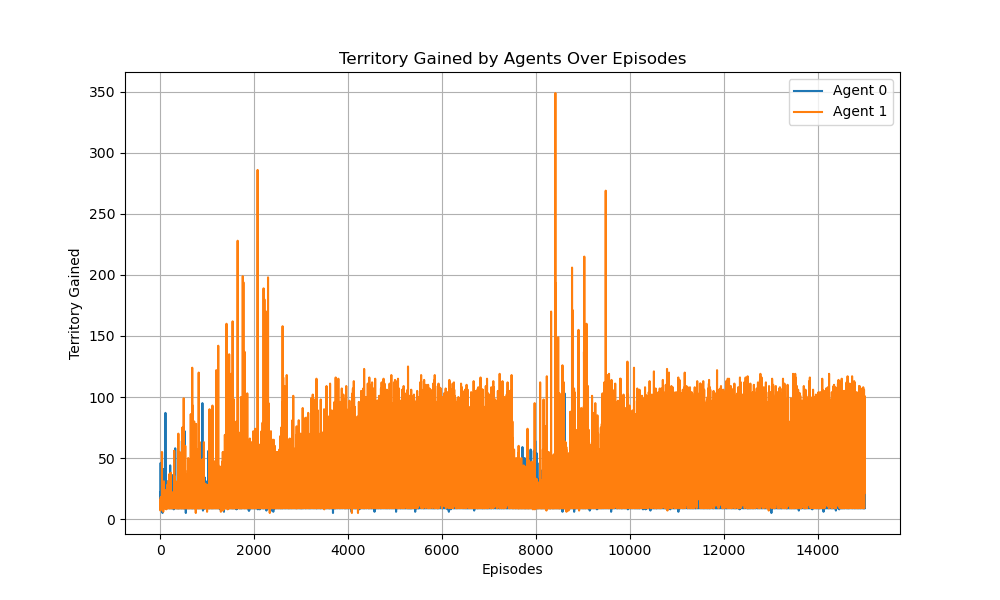 Territory Gained by Agents Over Episodes
Agent 0
Agent 1
350
300
250
200
150
100
50
0
Territory Gained
0 2000 4000 6000 8000 10000 12000 14000
Episodes